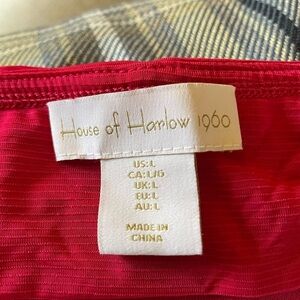 House of Harlow 1960
US:L
CA:L/G
UK:L
EU:L
AU:L
MADE IN
CHINA